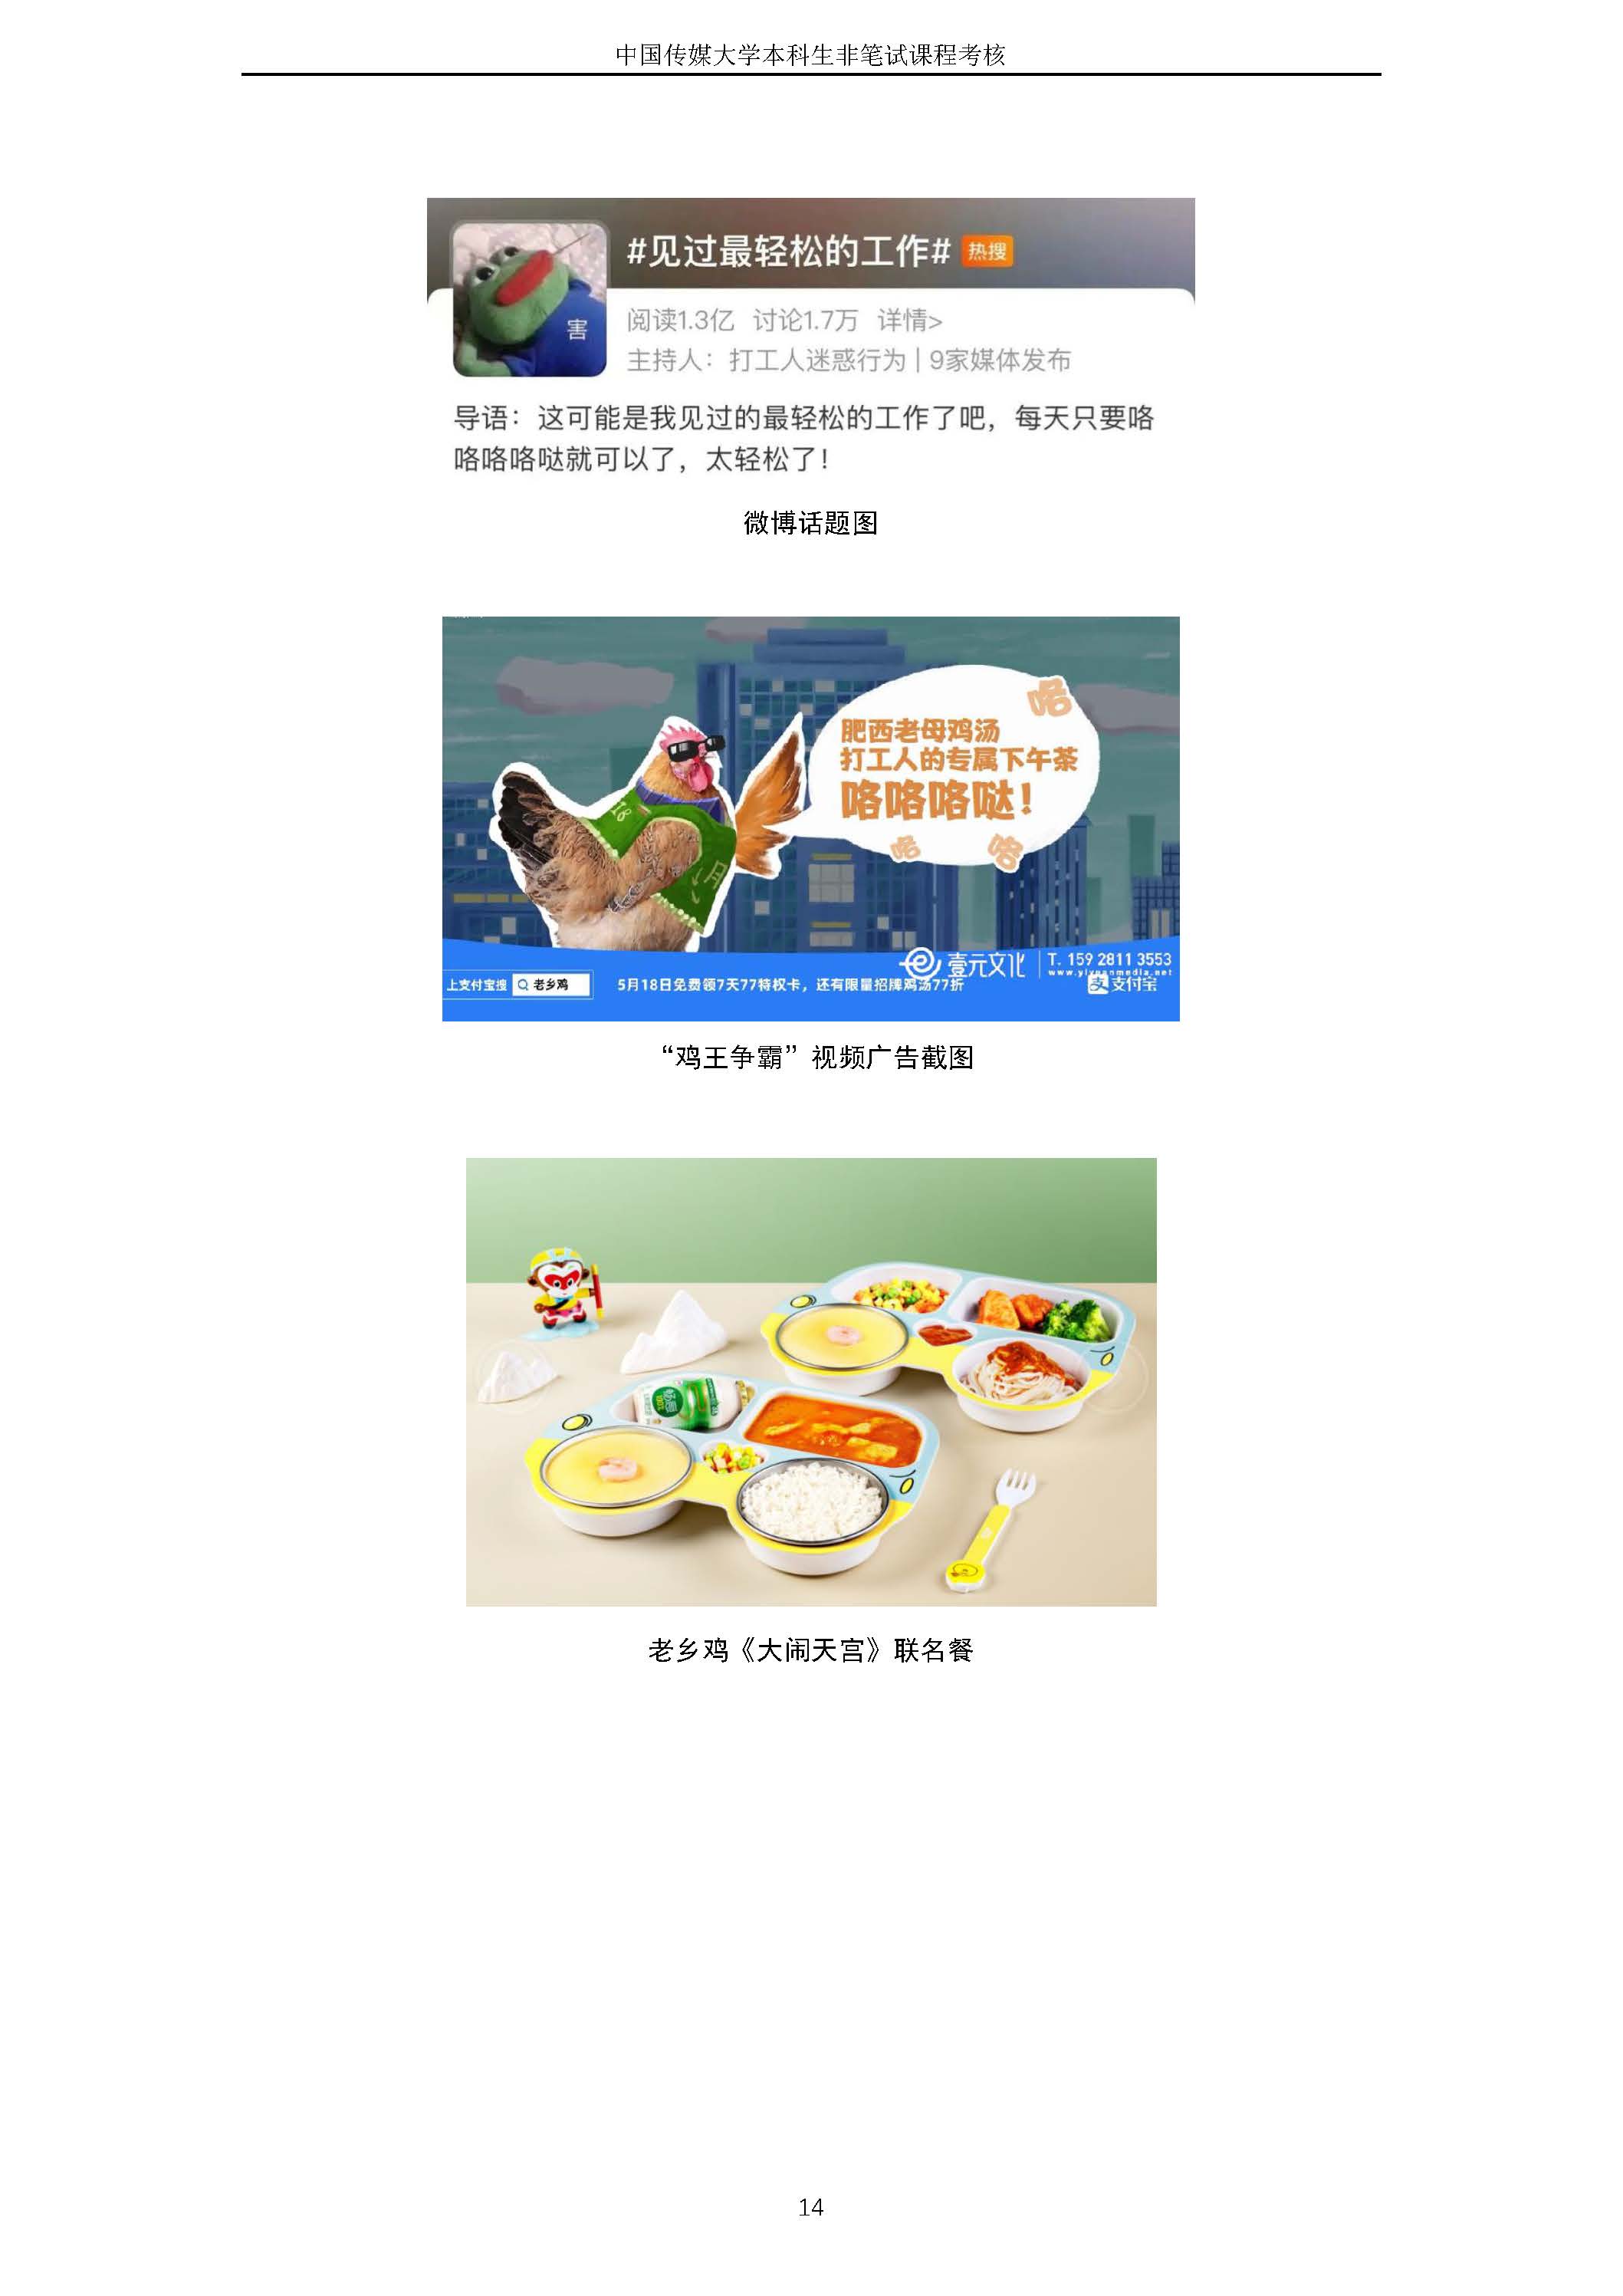 中国传媒大学本科生非笔试课程考核
#见过最轻松的工作# 热搜
害
阅读1.3亿 讨论1.7万 详情>
主持人：打工人迷惑行为 | 9家媒体发布
导语：这可能是我见过的最轻松的工作了吧，每天只要咯
咯咯咯哒就可以了，太轻松了！
微博话题图
咯
肥西老母鸡汤
打工人的专属下午茶
咯咯咯哒！
咯 咯
壹元文化 T. 159 2811 3553
www.yiyuanmedia.net
上支付宝搜 老乡鸡 5月18日免费领7天77特权卡，还有限量招牌鸡汤77折 支付宝
“鸡王争霸”视频广告截图
老乡鸡《大闹天宫》联名餐
14